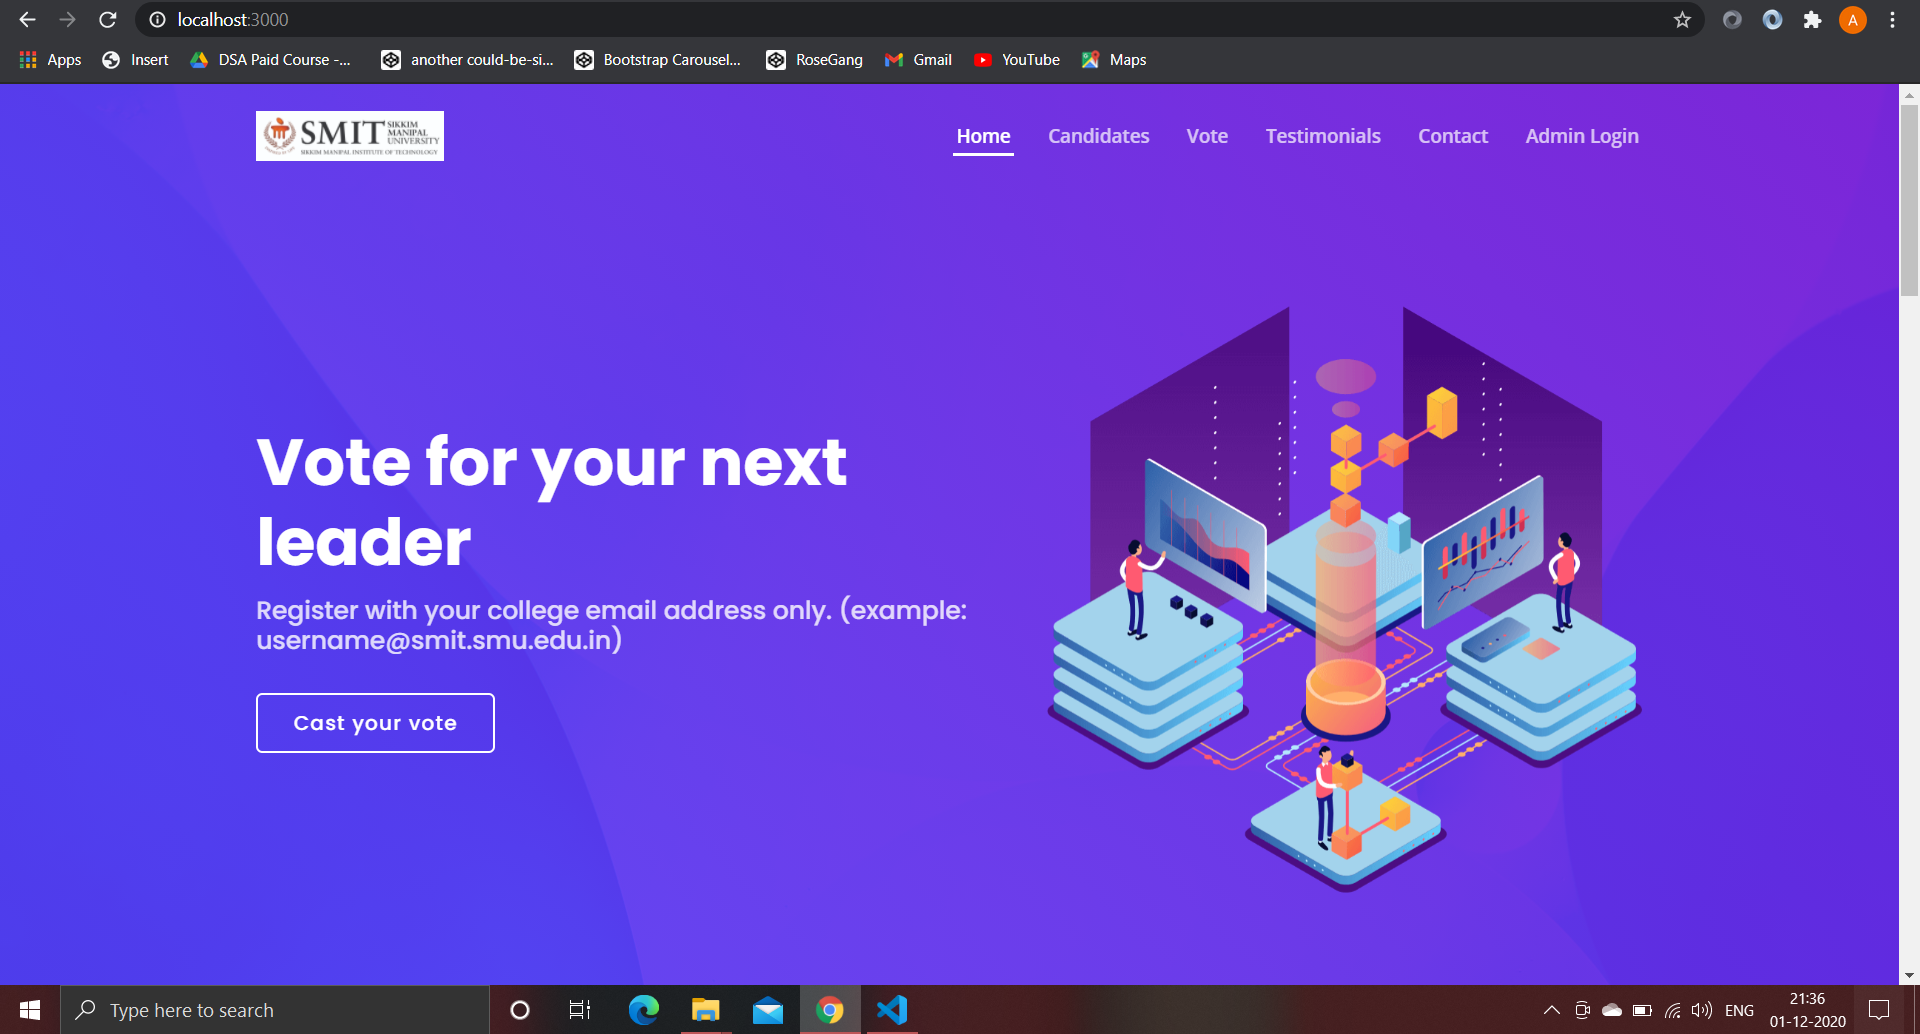 localhost:3000
A
Apps
Insert
DSA Paid Course -...
another could-be-si...
Bootstrap Carousel...
RoseGang
Gmail
YouTube
Maps
SMIT SIKKIM MANIPAL UNIVERSITY
SIKKIM MANIPAL INSTITUTE OF TECHNOLOGY
Home
Candidates
Vote
Testimonials
Contact
Admin Login
Vote for your next
leader
Register with your college email address only. (example:
username@smit.smu.edu.in)
Cast your vote
Type here to search
ENG
21:36
01-12-2020